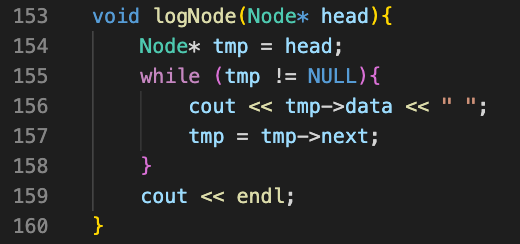 153 void logNode(Node* head){
154     Node* tmp = head;
155     while (tmp != NULL){
156         cout << tmp->data << " ";
157         tmp = tmp->next;
158     }
159     cout << endl;
160 }